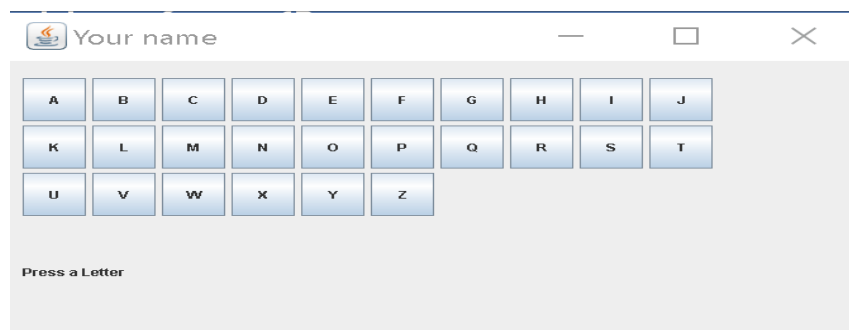 Your name
A B C D E F G H I J
K L M N O P Q R S T
U V W X Y Z
Press a Letter